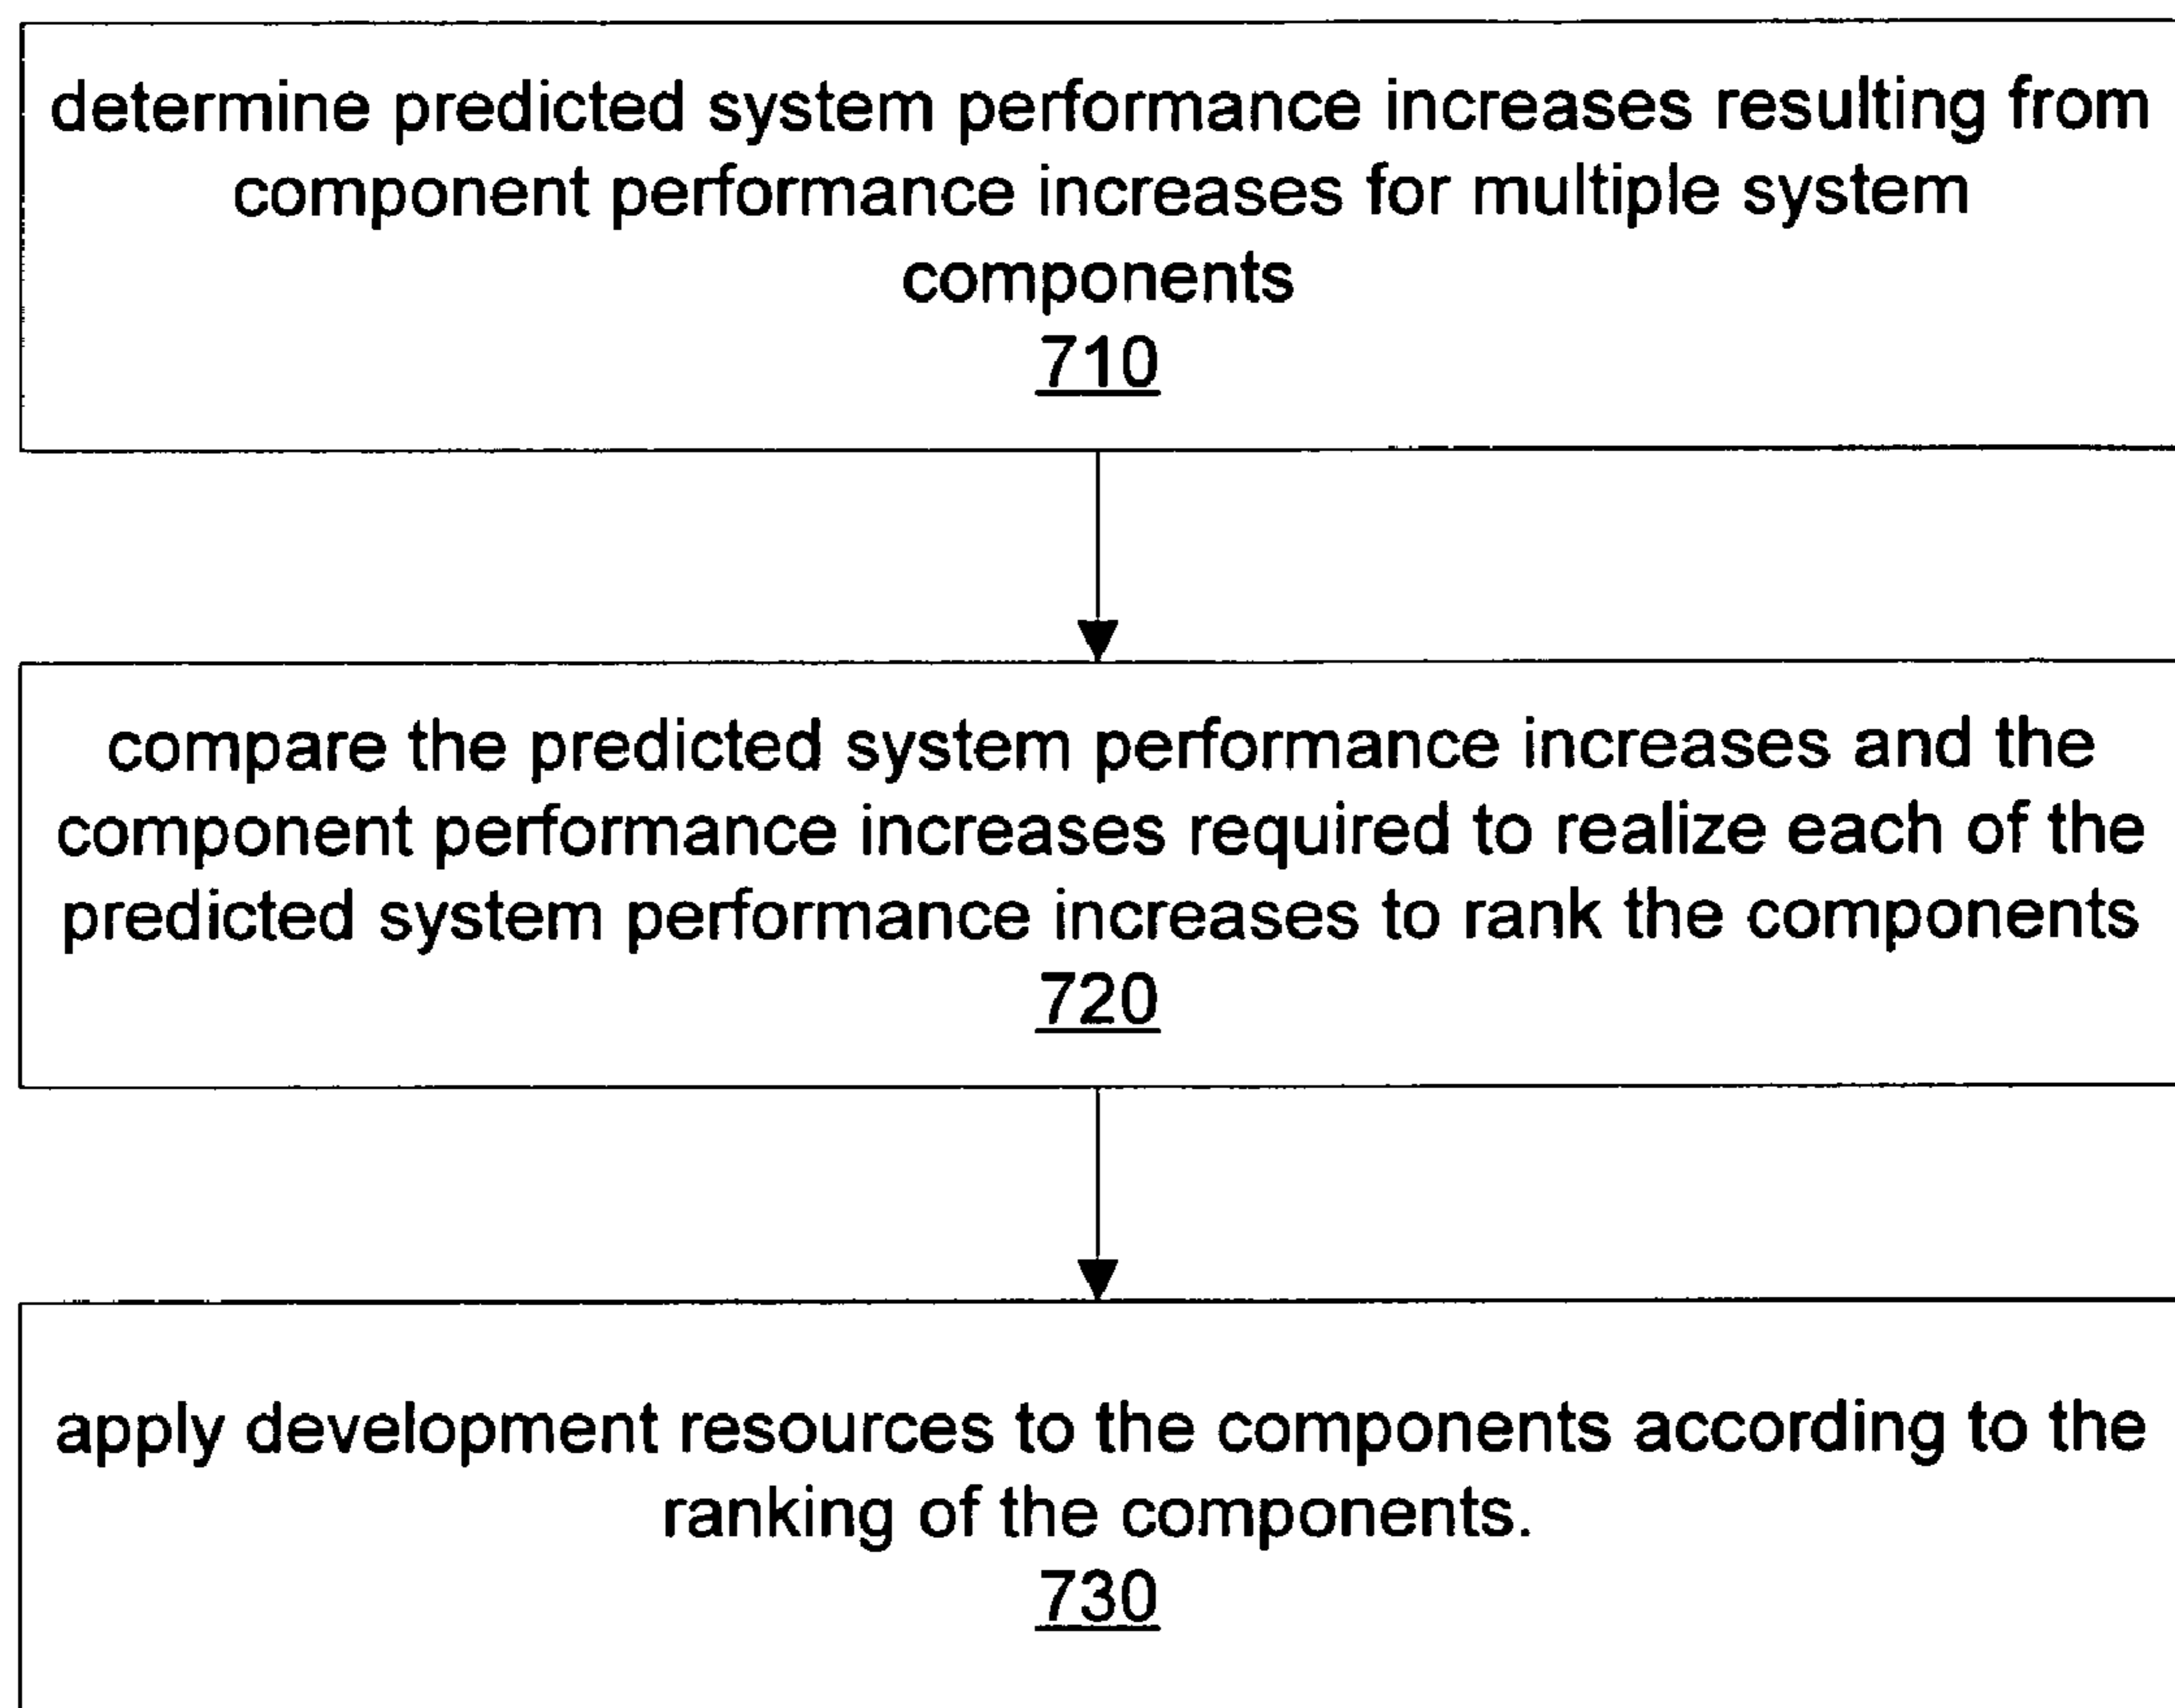 determine predicted system performance increases resulting from
component performance increases for multiple system
components
710
compare the predicted system performance increases and the
component performance increases required to realize each of the
predicted system performance increases to rank the components
720
apply development resources to the components according to the
ranking of the components.
730